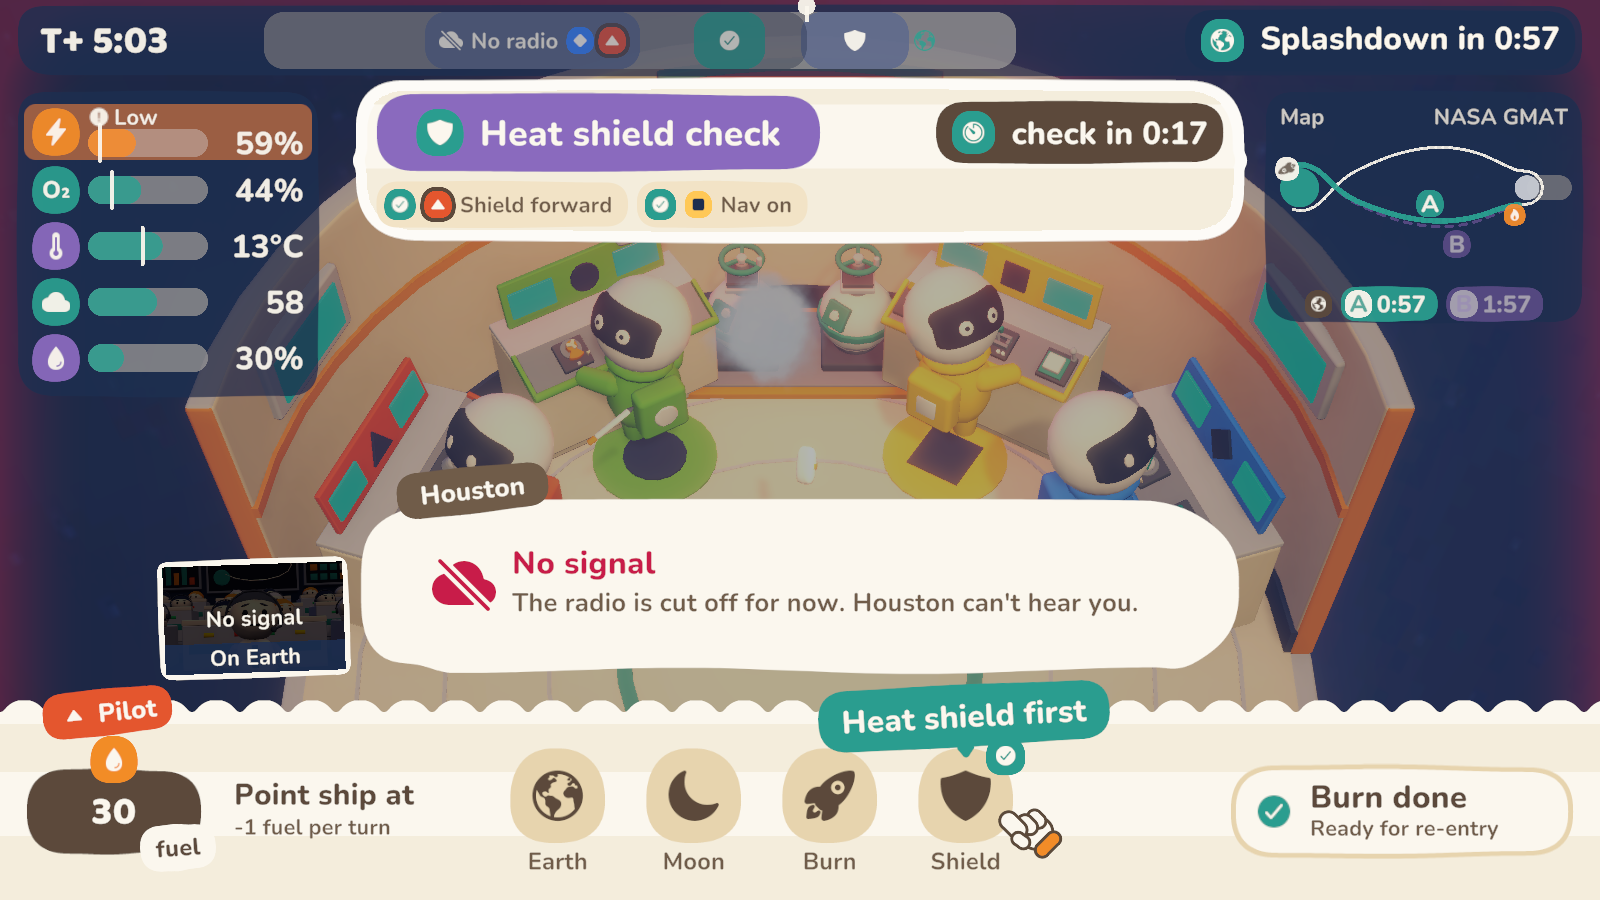 T+ 5:03
No radio
Splashdown in 0:57
Low
59%
O₂
44%
13°C
58
30%
Heat shield check
check in 0:17
Shield forward
Nav on
Map
NASA GMAT
A
B
A 0:57
B 1:57
Houston
No signal
The radio is cut off for now. Houston can't hear you.
No signal
On Earth
Pilot
30
fuel
Point ship at
-1 fuel per turn
Heat shield first
Earth
Moon
Burn
Shield
Burn done
Ready for re-entry